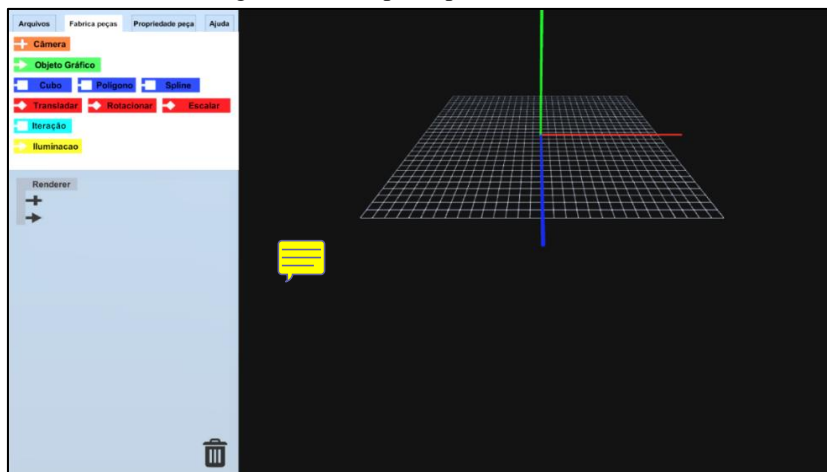 Arquivos Fabrica peças Propriedade peça Ajuda
Câmera
Objeto Gráfico
Cubo Poligono Spline
Transladar Rotacionar Escalar
Iteração
Iluminacao
Renderer